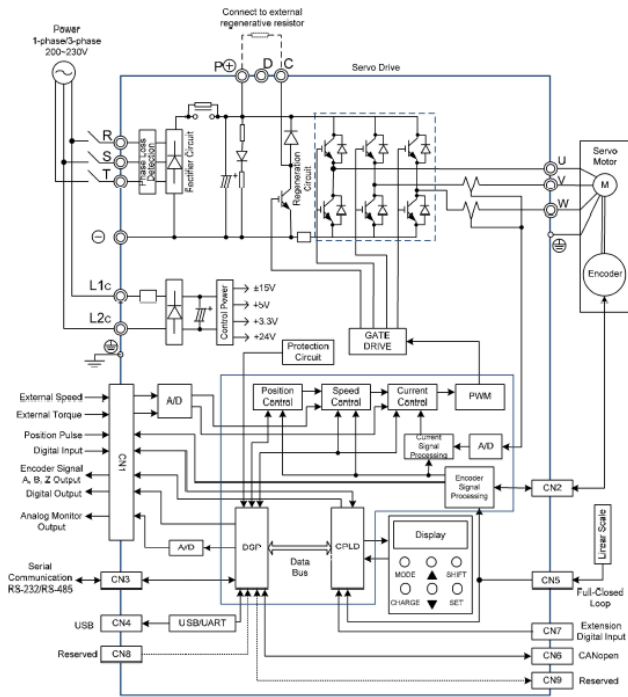 Connect to external
regenerative resistor
Power
1-phase/3-phase
200~230V
P⊕
D
C
Servo Drive
R
S
T
Phase Loss
Detection
Rectifier Circuit
Regeneration
Circuit
U
V
W
Servo
Motor
M
Encoder
⊖
L1c
L2c
Control Power
±15V
+5V
+3.3V
+24V
GATE
DRIVE
Protection
Circuit
External Speed
External Torque
Position Pulse
Digital Input
Encoder Signal
A, B, Z Output
Digital Output
Analog Monitor
Output
CN1
A/D
Position
Control
Speed
Control
Current
Control
PWM
Current
Signal
Processing
A/D
Encoder
Signal
Processing
CN2
A/D
DSP
Data
Bus
CPLD
Display
MODE
▲
SHIFT
CHARGE
▼
SET
Linear Scale
Serial
Communication
RS-232/RS-485
CN3
CN5
Full-Closed
Loop
USB
CN4
USB/UART
CN7
Extension
Digital Input
Reserved
CN8
CN6
CANopen
CN9
Reserved